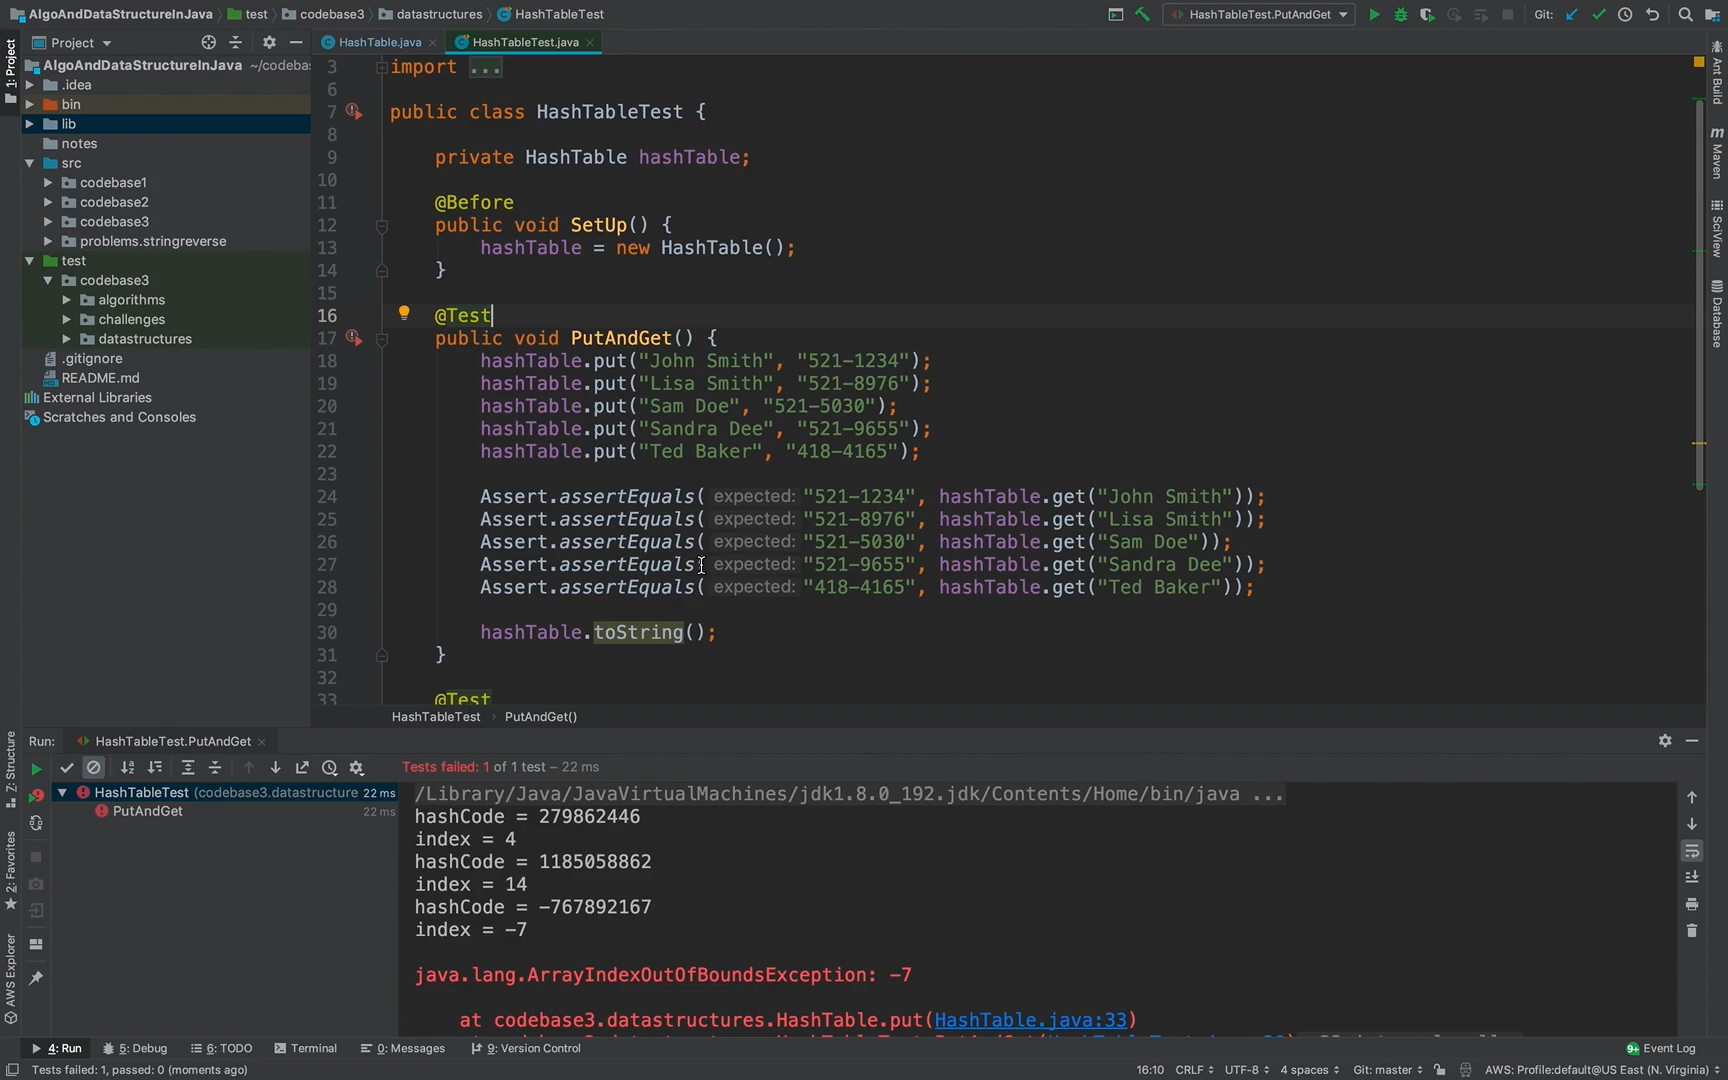 AlgoAndDataStructureInJava test codebase3 datastructures HashTableTest HashTableTest.PutAndGet Git:
Project HashTable.java HashTableTest.java
1: Project
AlgoAndDataStructureInJava ~/codeba
.idea
bin
lib
notes
src
codebase1
codebase2
codebase3
problems.stringreverse
test
codebase3
algorithms
challenges
datastructures
.gitignore
README.md
External Libraries
Scratches and Consoles
3 import ...
6
7 public class HashTableTest {
8
9 private HashTable hashTable;
10
11 @Before
12 public void SetUp() {
13 hashTable = new HashTable();
14 }
15
16 @Test
17 public void PutAndGet() {
18 hashTable.put("John Smith", "521-1234");
19 hashTable.put("Lisa Smith", "521-8976");
20 hashTable.put("Sam Doe", "521-5030");
21 hashTable.put("Sandra Dee", "521-9655");
22 hashTable.put("Ted Baker", "418-4165");
23
24 Assert.assertEquals( expected: "521-1234", hashTable.get("John Smith"));
25 Assert.assertEquals( expected: "521-8976", hashTable.get("Lisa Smith"));
26 Assert.assertEquals( expected: "521-5030", hashTable.get("Sam Doe"));
27 Assert.assertEquals( expected: "521-9655", hashTable.get("Sandra Dee"));
28 Assert.assertEquals( expected: "418-4165", hashTable.get("Ted Baker"));
29
30 hashTable.toString();
31 }
32
33 @Test
HashTableTest PutAndGet()
Ant Build
Maven
SciView
Database
Z: Structure
2: Favorites
AWS Explorer
Run: HashTableTest.PutAndGet
Tests failed: 1 of 1 test – 22 ms
HashTableTest (codebase3.datastructure 22 ms
PutAndGet 22 ms
/Library/Java/JavaVirtualMachines/jdk1.8.0_192.jdk/Contents/Home/bin/java ...
hashCode = 279862446
index = 4
hashCode = 1185058862
index = 14
hashCode = -767892167
index = -7
java.lang.ArrayIndexOutOfBoundsException: -7
at codebase3.datastructures.HashTable.put(HashTable.java:33)
4: Run 5: Debug 6: TODO Terminal 0: Messages 9: Version Control 9+ Event Log
Tests failed: 1, passed: 0 (moments ago) 16:10 CRLF UTF-8 4 spaces Git: master AWS: Profile:default@US East (N. Virginia)